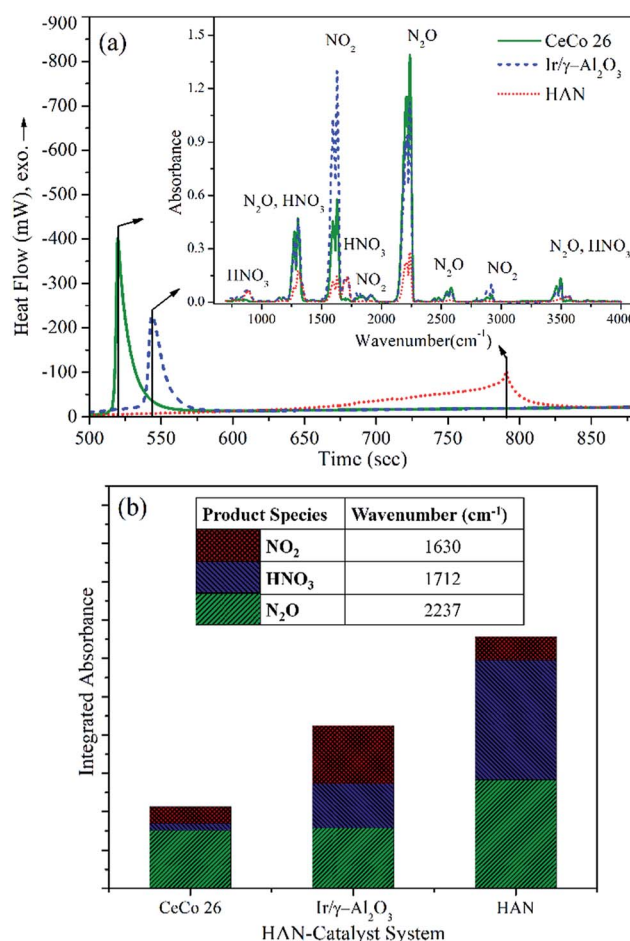 (a)
Heat Flow (mW), exo. →
-900
-800
-700
-600
-500
-400
-300
-200
-100
0
500
550
600
650
700
750
800
850
Time (sec)
Absorbance
1.5
1.2
0.9
0.6
0.3
0.0
1000
1500
2000
2500
3000
3500
4000
Wavenumber(cm⁻¹)
NO₂
N₂O
CeCo 26
Ir/γ–Al₂O₃
HAN
N₂O, HNO₃
HNO₃
HNO₃
NO₂
N₂O
NO₂
N₂O, HNO₃
(b)
Product Species Wavenumber (cm⁻¹)
NO₂ 1630
HNO₃ 1712
N₂O 2237
Integrated Absorbance
CeCo 26
Ir/γ–Al₂O₃
HAN
HAN-Catalyst System